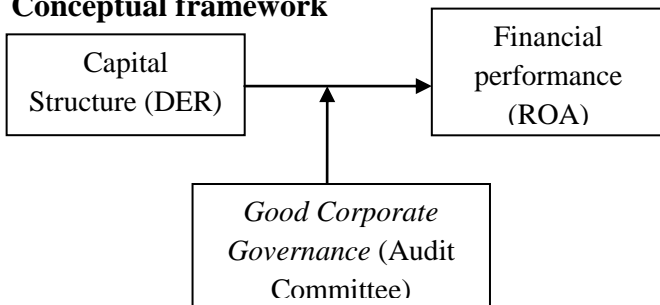 Conceptual framework
Capital
Structure (DER)
Financial
performance
(ROA)
Good Corporate
Governance (Audit
Committee)